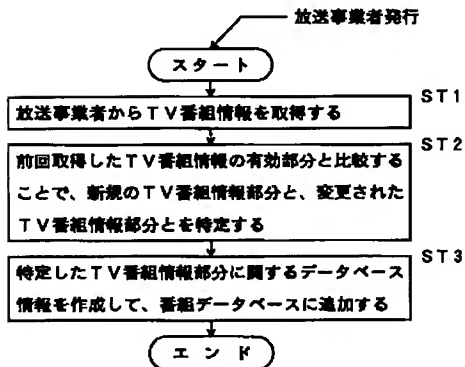 放送事業者発行
スタート
ST1
放送事業者からTV番組情報を取得する
ST2
前回取得したTV番組情報の有効部分と比較する
ことで、新規のTV番組情報部分と、変更された
TV番組情報部分とを特定する
ST3
特定したTV番組情報部分に関するデータベース
情報を作成して、番組データベースに追加する
エンド